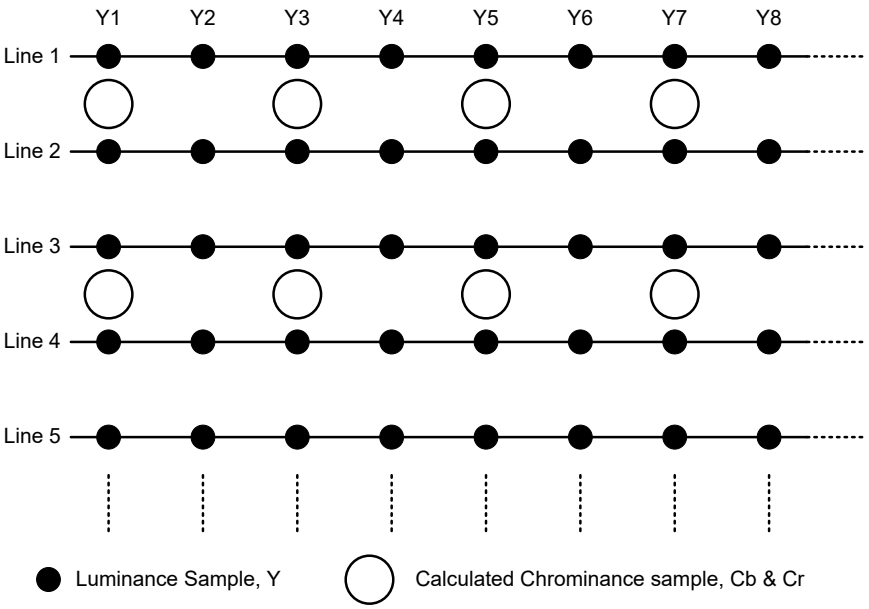 Y1 Y2 Y3 Y4 Y5 Y6 Y7 Y8
Line 1
Line 2
Line 3
Line 4
Line 5
Luminance Sample, Y
Calculated Chrominance sample, Cb & Cr